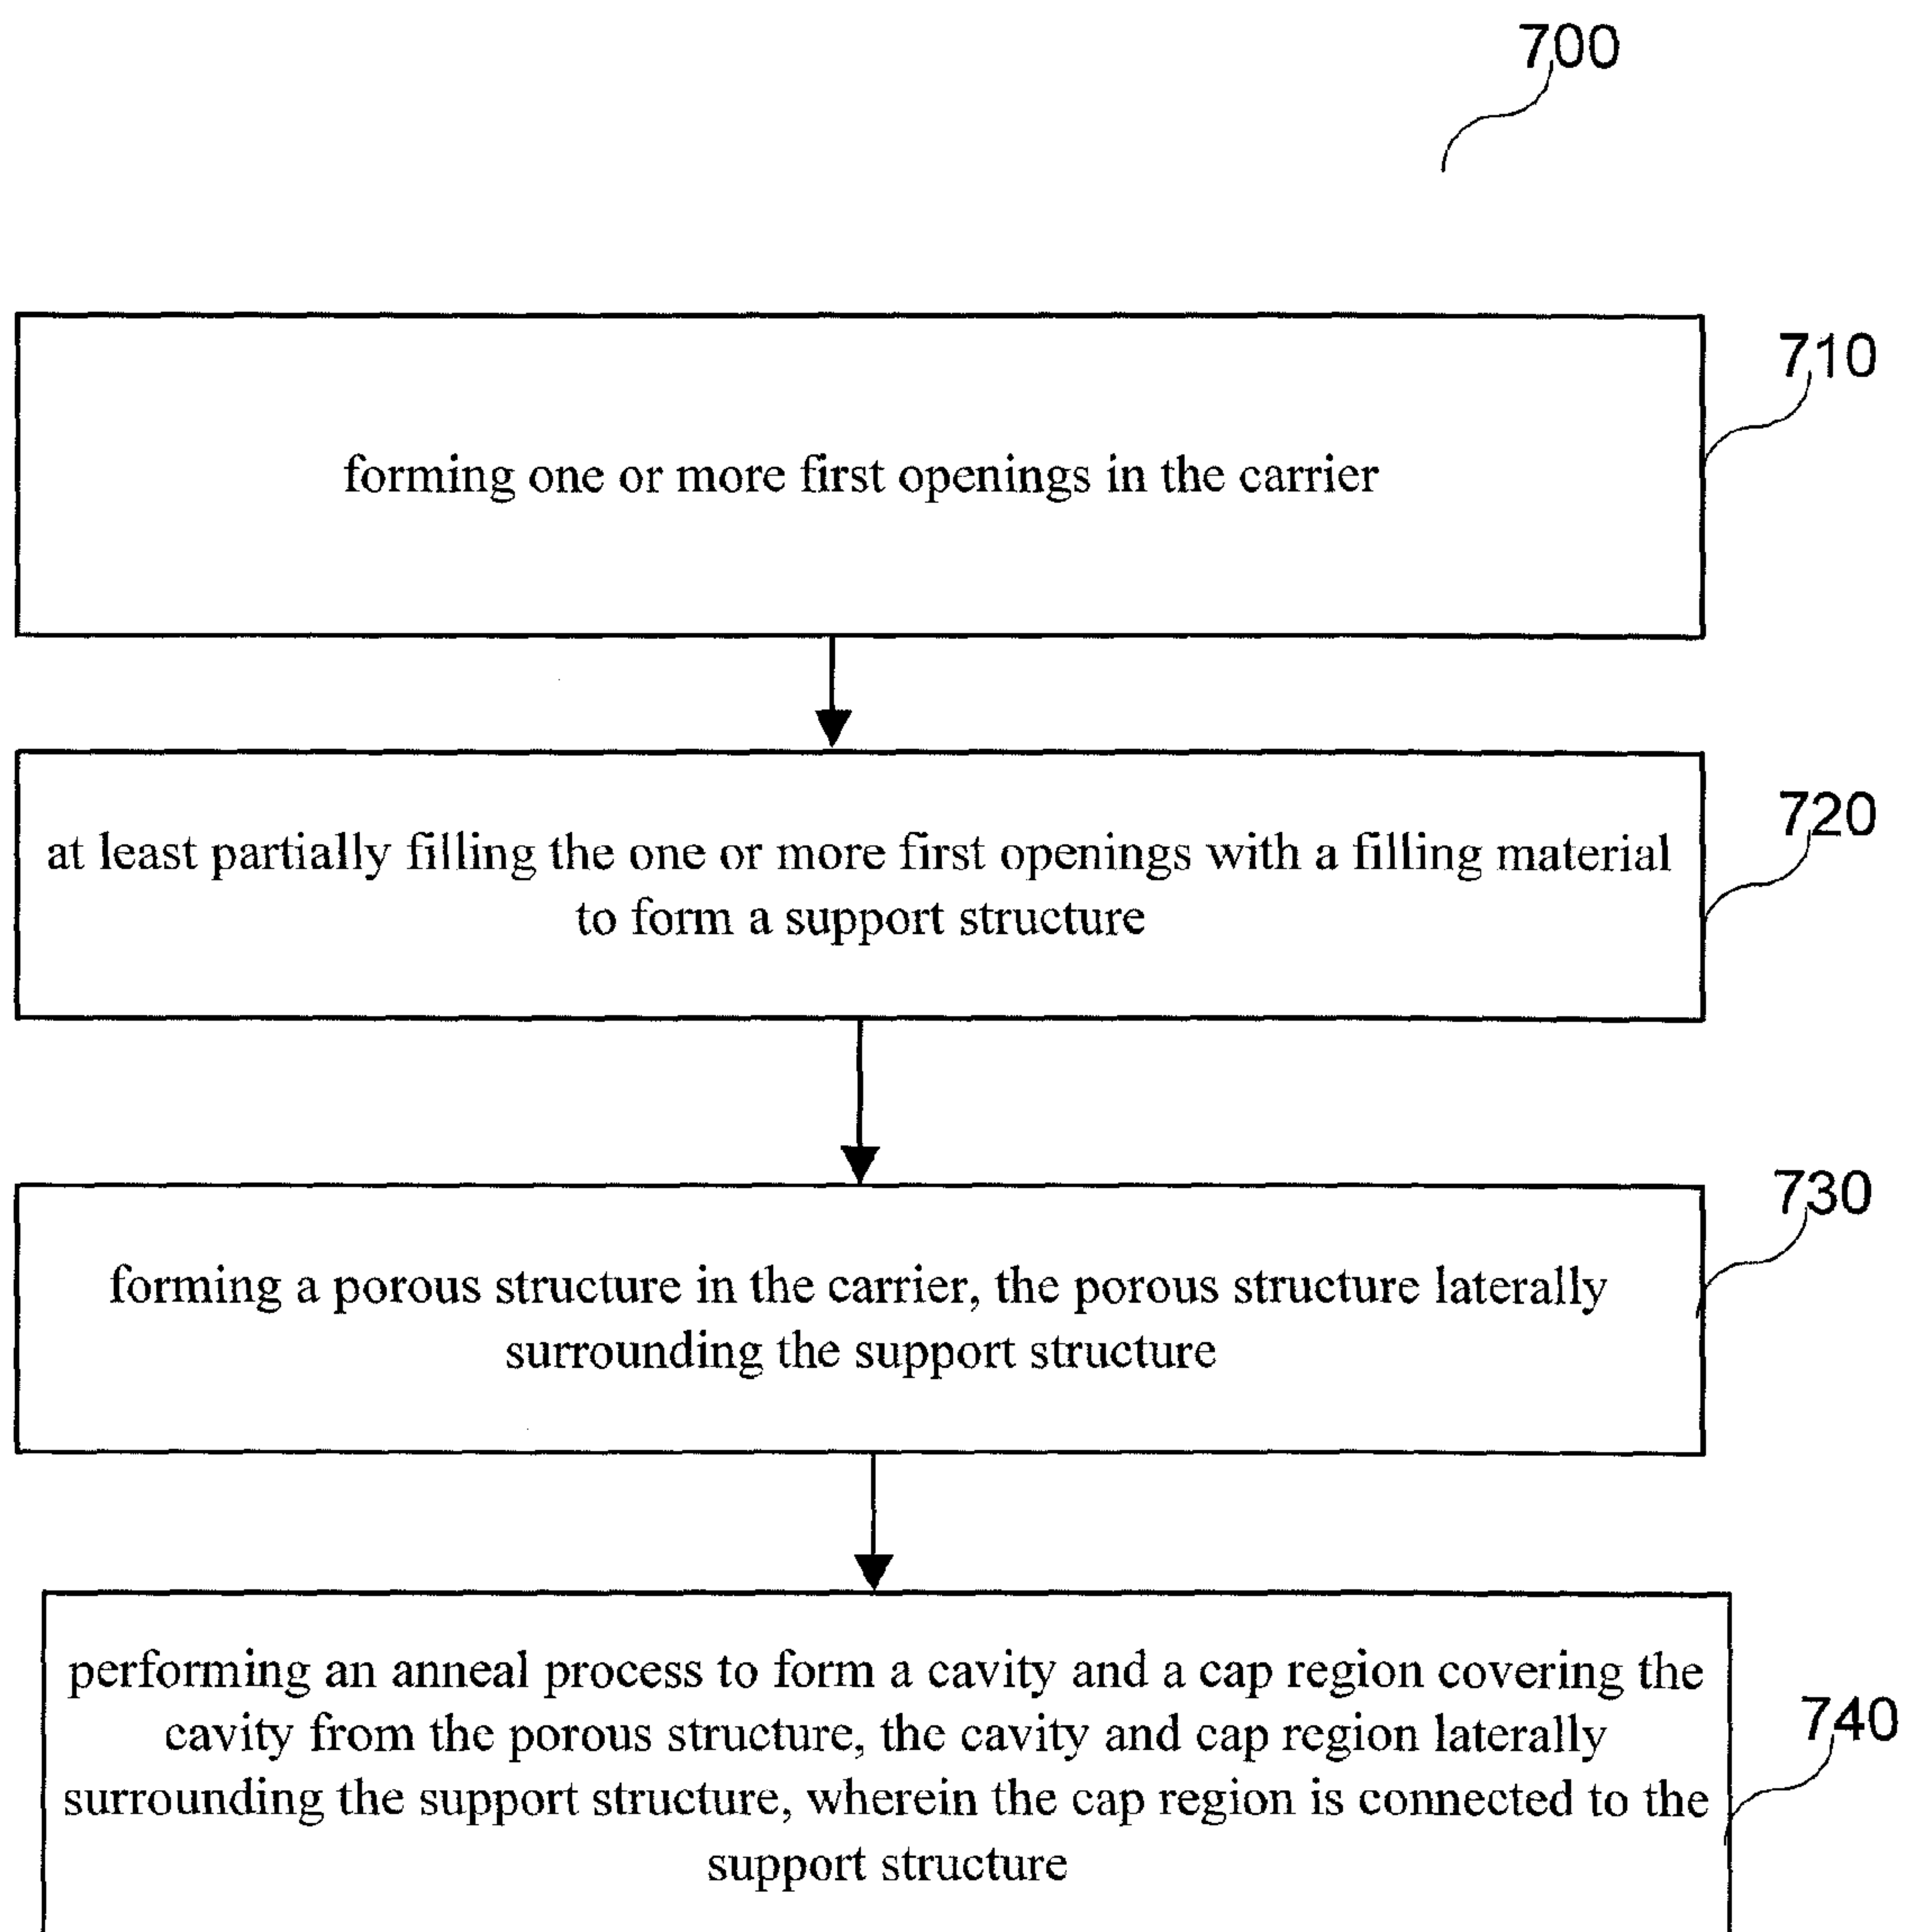 700
710
forming one or more first openings in the carrier
720
at least partially filling the one or more first openings with a filling material
to form a support structure
730
forming a porous structure in the carrier, the porous structure laterally
surrounding the support structure
performing an anneal process to form a cavity and a cap region covering the
cavity from the porous structure, the cavity and cap region laterally
740
surrounding the support structure, wherein the cap region is connected to the
support structure